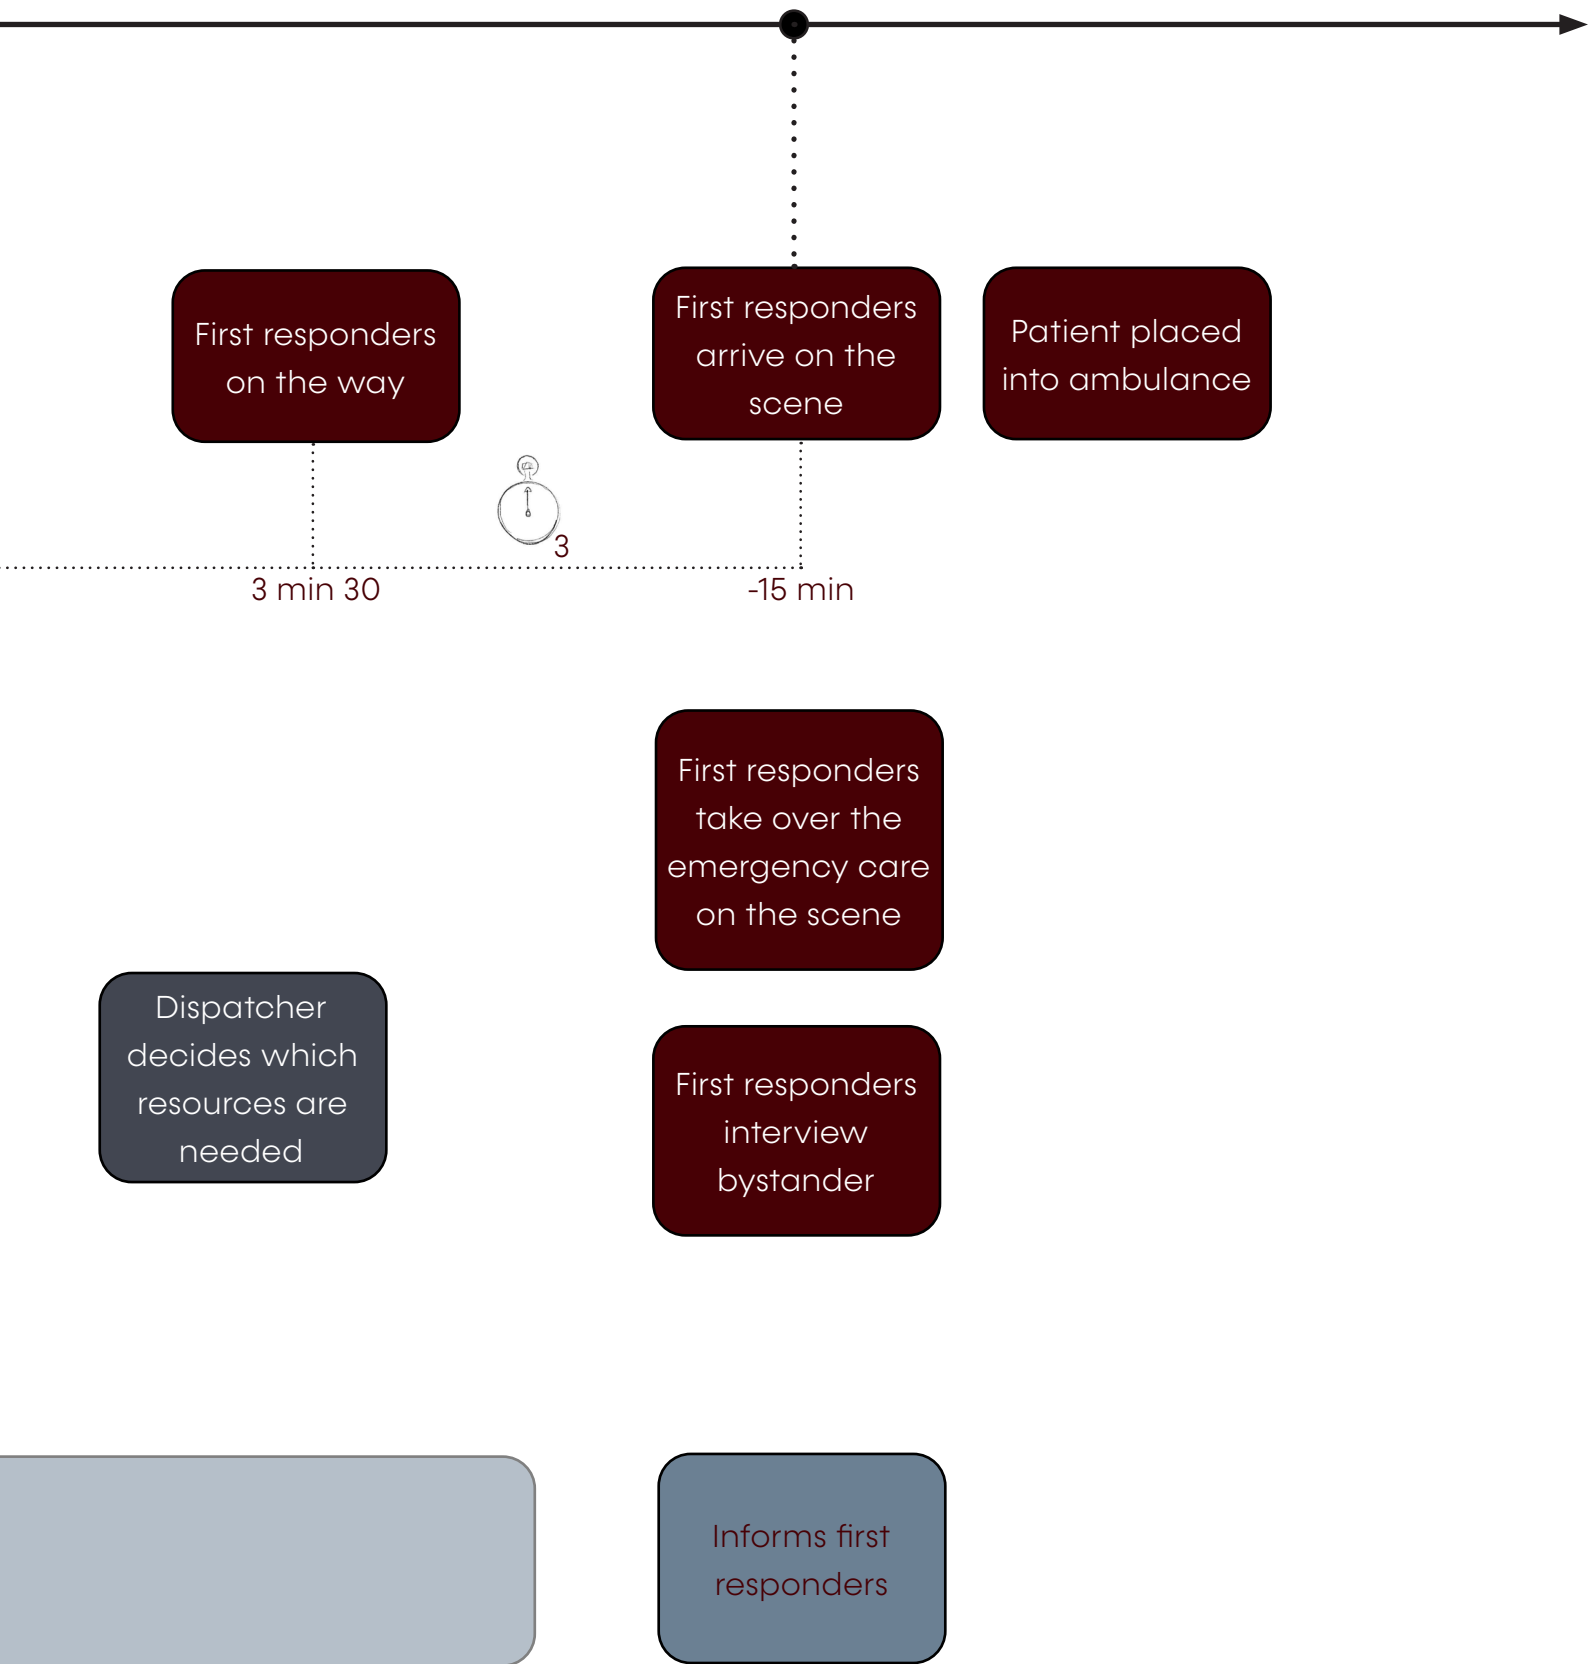 First responders
on the way
First responders
arrive on the
scene
Patient placed
into ambulance
3
3 min 30
-15 min
First responders
take over the
emergency care
on the scene
Dispatcher
decides which
resources are
needed
First responders
interview
bystander
Informs first
responders